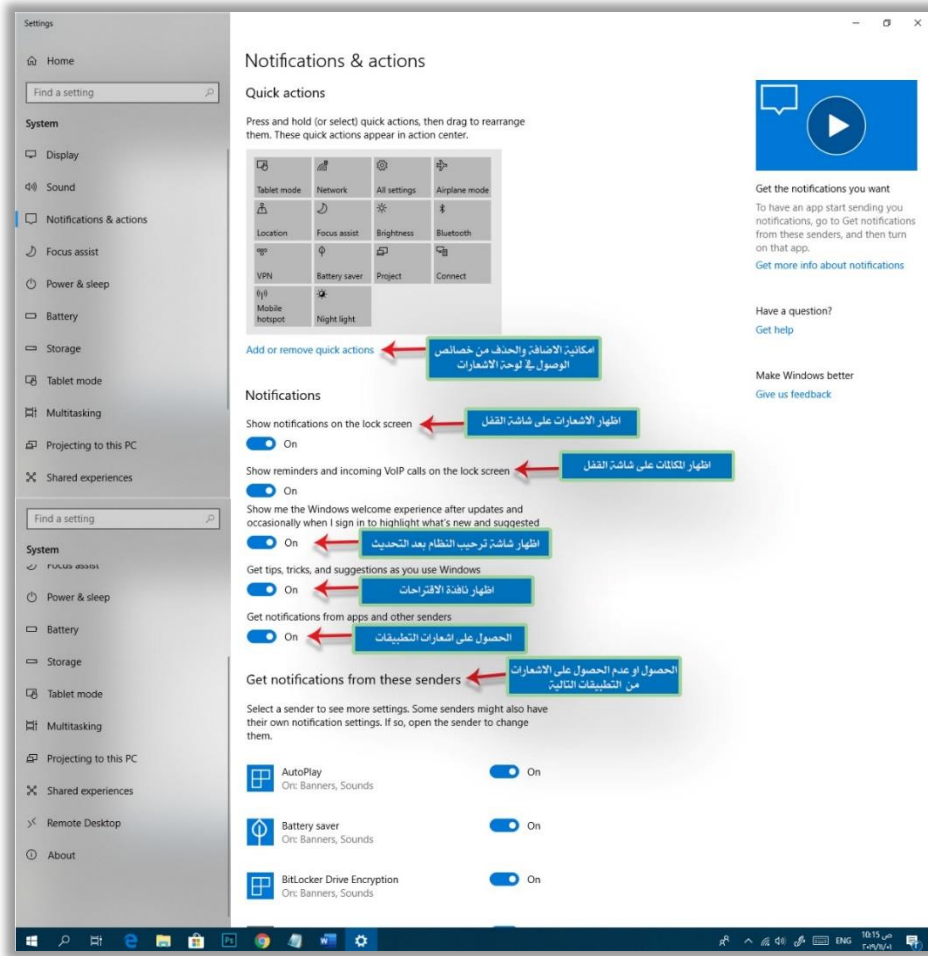 Settings
Home
Find a setting
System
Display
Sound
Notifications & actions
Focus assist
Power & sleep
Battery
Storage
Tablet mode
Multitasking
Projecting to this PC
Shared experiences
Find a setting
System
Focus assist
Power & sleep
Battery
Storage
Tablet mode
Multitasking
Projecting to this PC
Shared experiences
Remote Desktop
About
Notifications & actions
Quick actions
Press and hold (or select) quick actions, then drag to rearrange
them. These quick actions appear in action center.
Tablet mode
Network
All settings
Airplane mode
Location
Focus assist
Brightness
Bluetooth
VPN
Battery saver
Project
Connect
Mobile
hotspot
Night light
Add or remove quick actions
امكانية الاضافة والحذف من خصائص
الوصول في لوحة الاشعارات
Notifications
Show notifications on the lock screen
اظهار الاشعارات على شاشة القفل
On
Show reminders and incoming VoIP calls on the lock screen
اظهار المكالمات على شاشة القفل
On
Show me the Windows welcome experience after updates and
occasionally when I sign in to highlight what's new and suggested
On
اظهار شاشة ترحيب النظام بعد التحديث
Get tips, tricks, and suggestions as you use Windows
On
اظهار نافذة الاقتراحات
Get notifications from apps and other senders
On
الحصول على اشعارات التطبيقات
Get notifications from these senders
الحصول او عدم الحصول على الاشعارات
من التطبيقات التالية
Select a sender to see more settings. Some senders might also have
their own notification settings. If so, open the sender to change
them.
AutoPlay
On: Banners, Sounds
On
Battery saver
On: Banners, Sounds
On
BitLocker Drive Encryption
On: Banners, Sounds
On
Get the notifications you want
To have an app start sending you
notifications, go to Get notifications
from these senders, and then turn
on that app.
Get more info about notifications
Have a question?
Get help
Make Windows better
Give us feedback
Ps
ENG
10:15 ص
٢٠١٩/١١/٠١